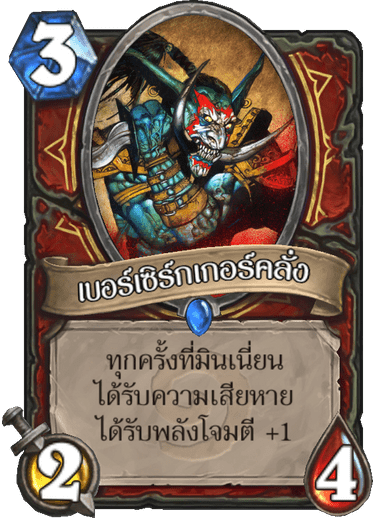 3
เบอร์เซิร์กเกอร์คลั่ง
ทุกครั้งที่มินเนี่ยน
ได้รับความเสียหาย
ได้รับพลังโจมตี +1
2
4